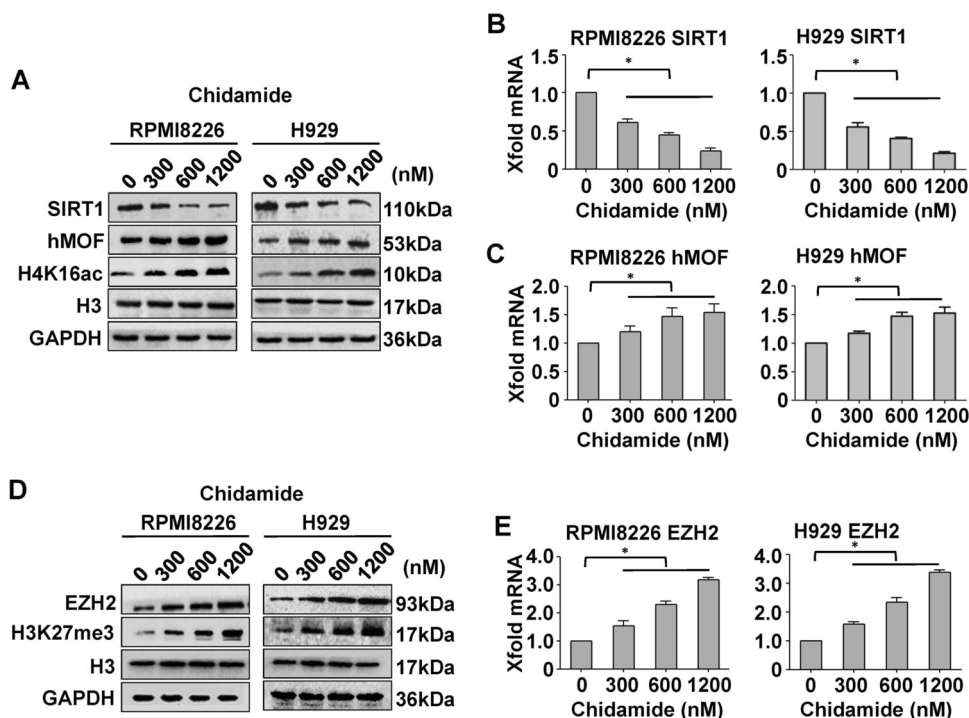 A
Chidamide
RPMI8226 H929
0 300 600 1200 0 300 600 1200 (nM)
SIRT1 110kDa
hMOF 53kDa
H4K16ac 10kDa
H3 17kDa
GAPDH 36kDa
B
RPMI8226 SIRT1
Xfold mRNA
1.5
1.0
0.5
0
*
0 300 600 1200
Chidamide (nM)
H929 SIRT1
1.5
1.0
0.5
0
*
0 300 600 1200
Chidamide (nM)
C
RPMI8226 hMOF
Xfold mRNA
2.0
1.5
1.0
0.5
0
*
0 300 600 1200
Chidamide (nM)
H929 hMOF
2.0
1.5
1.0
0.5
0
*
0 300 600 1200
Chidamide (nM)
D
Chidamide
RPMI8226 H929
0 300 600 1200 0 300 600 1200 (nM)
EZH2 93kDa
H3K27me3 17kDa
H3 17kDa
GAPDH 36kDa
E
RPMI8226 EZH2
Xfold mRNA
4.0
3.0
2.0
1.0
0
*
0 300 600 1200
Chidamide (nM)
H929 EZH2
4.0
3.0
2.0
1.0
0
*
0 300 600 1200
Chidamide (nM)